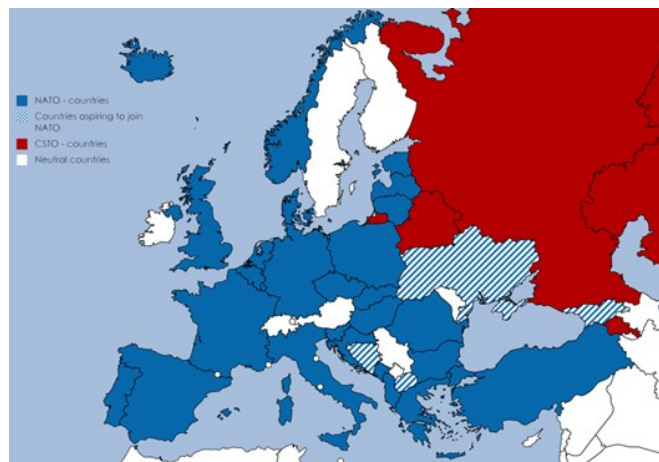 NATO - countries
Countries aspiring to join
NATO
CSTO - countries
Neutral countries